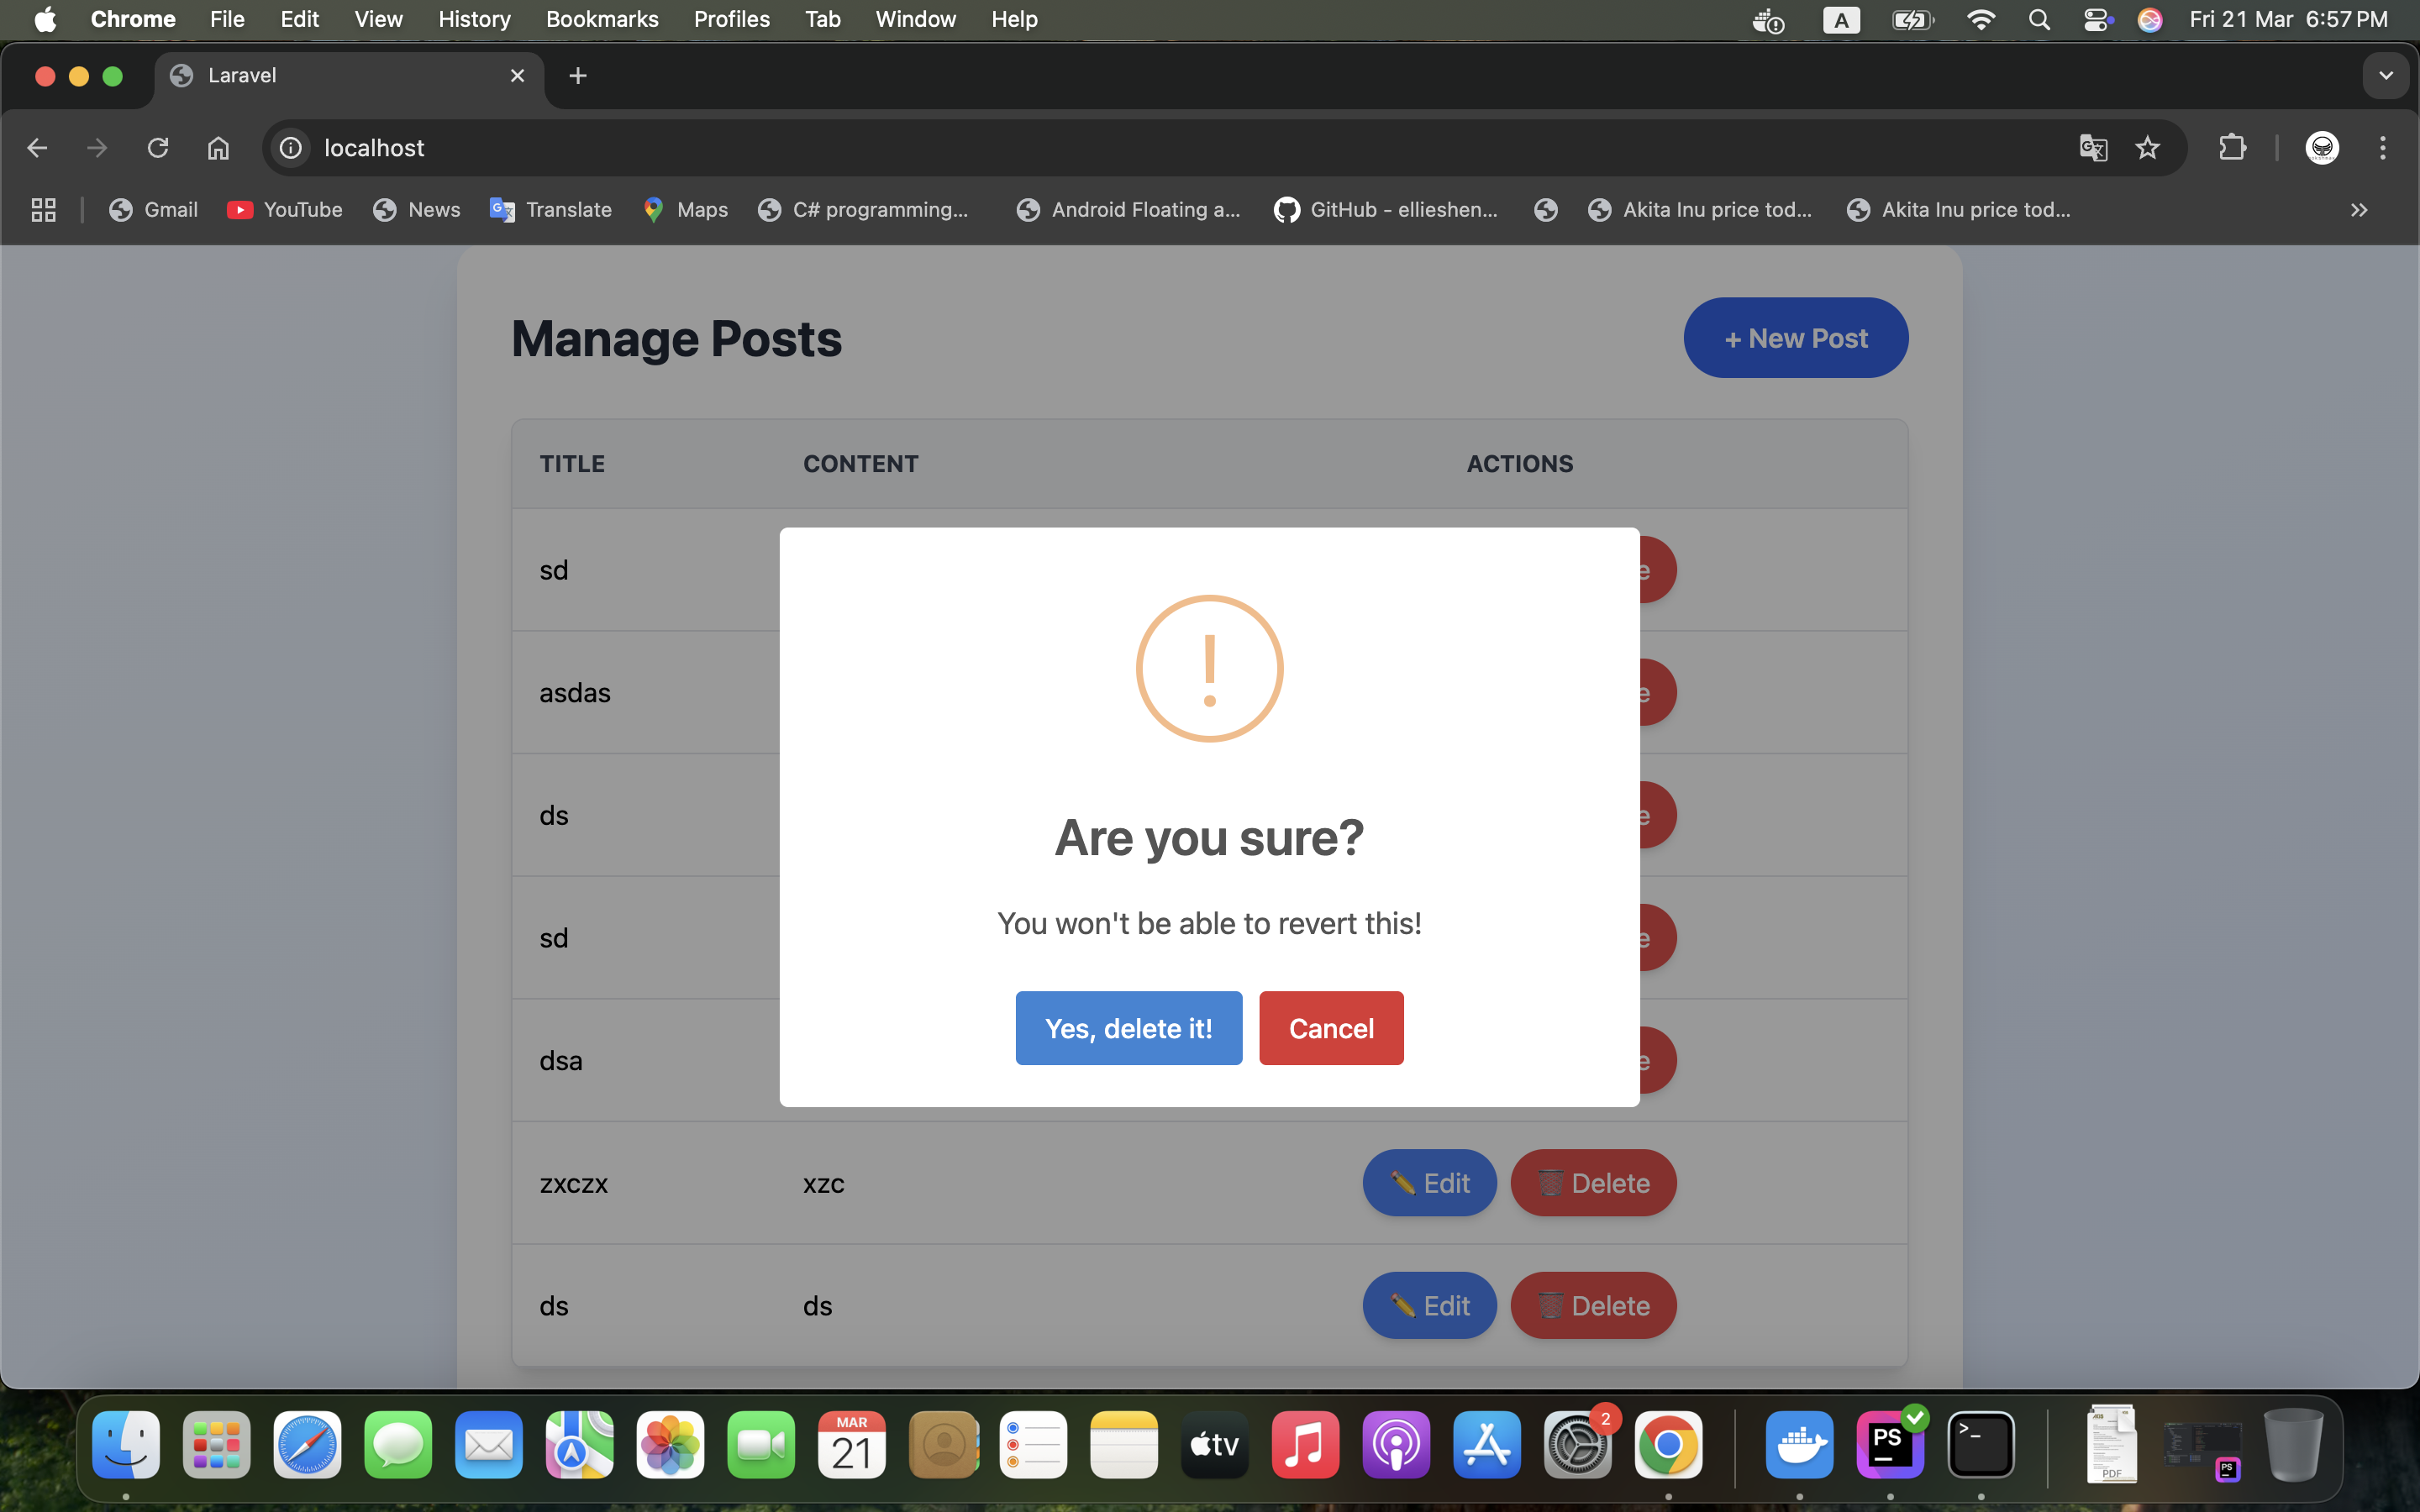 Chrome File Edit View History Bookmarks Profiles Tab Window Help A Fri 21 Mar 6:57 PM
Laravel
localhost
Gmail YouTube News Translate Maps C# programming... Android Floating a... GitHub - ellieshen... Akita Inu price tod... Akita Inu price tod...
Manage Posts + New Post
TITLE CONTENT ACTIONS
sd e
asdas e
ds e
sd e
dsa e
!
Are you sure?
You won't be able to revert this!
Yes, delete it! Cancel
zxczx xzc Edit Delete
ds ds Edit Delete
MAR
21
tv
2
PS
>_
PDF
PS